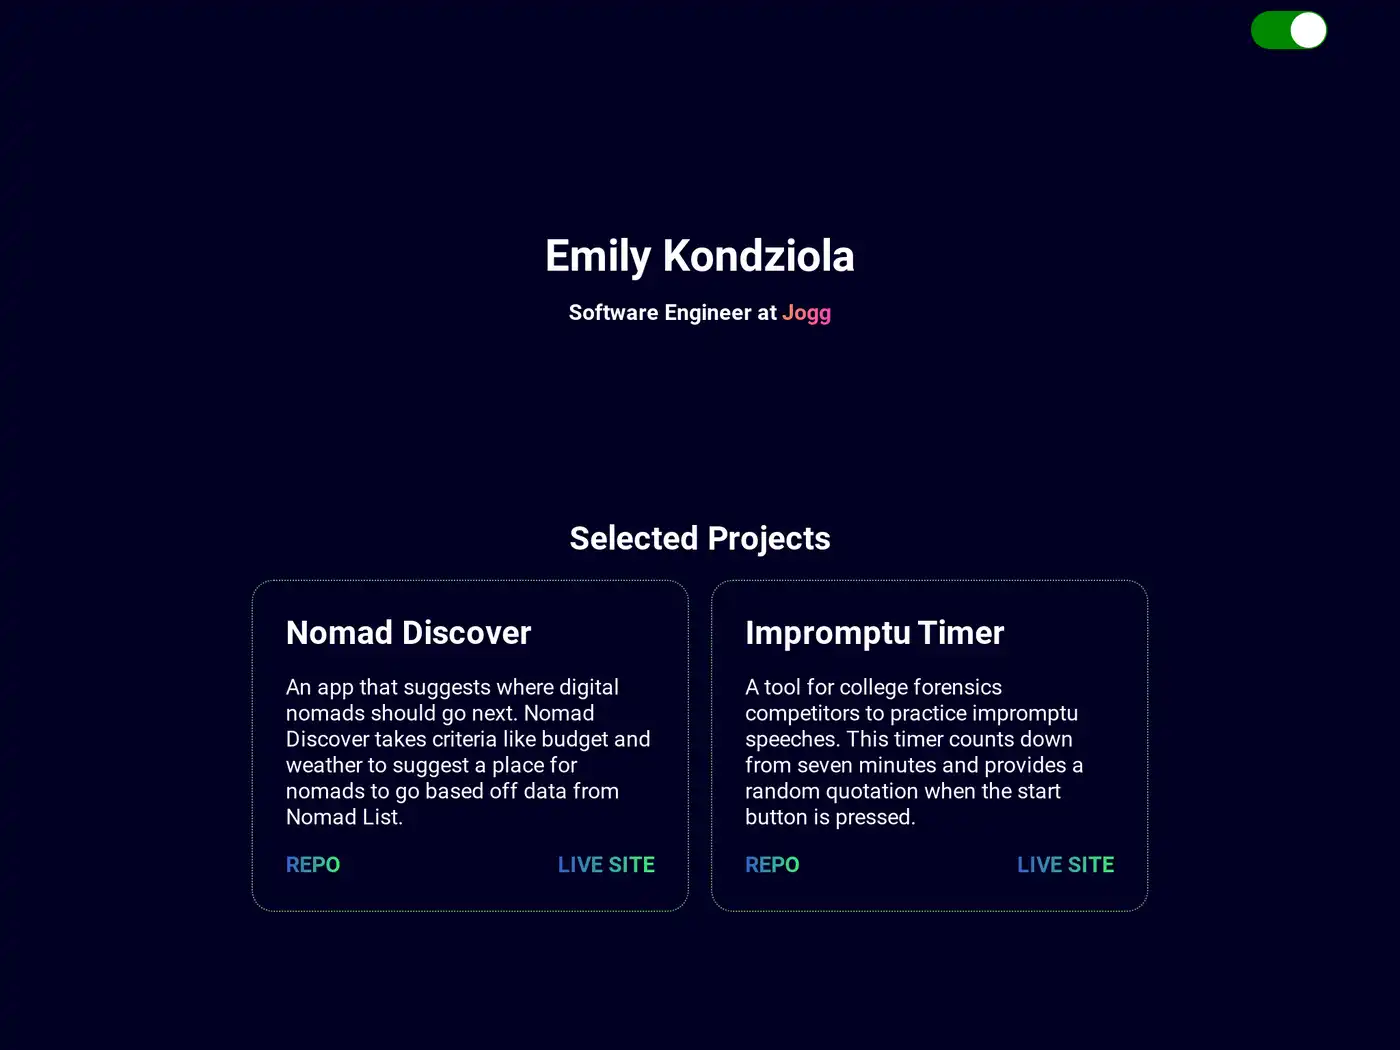 Emily Kondziola
Software Engineer at Jogg
Selected Projects
Nomad Discover
An app that suggests where digital
nomads should go next. Nomad
Discover takes criteria like budget and
weather to suggest a place for
nomads to go based off data from
Nomad List.
REPO LIVE SITE
Impromptu Timer
A tool for college forensics
competitors to practice impromptu
speeches. This timer counts down
from seven minutes and provides a
random quotation when the start
button is pressed.
REPO LIVE SITE